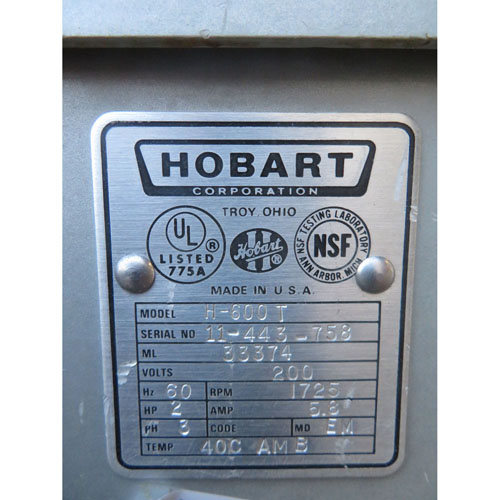 HOBART
CORPORATION
TROY, OHIO
UL
®
LISTED
775A
Hobart
®
NSF TESTING LABORATORY
NSF
ANN ARBOR, MICH
MADE IN U.S.A.
MODEL H-600 T
SERIAL NO 11-443-758
ML 33374
VOLTS 200
Hz 60 RPM 1725
HP 2 AMP 5.6
PH 3 CODE MD EM
TEMP 40C AMB